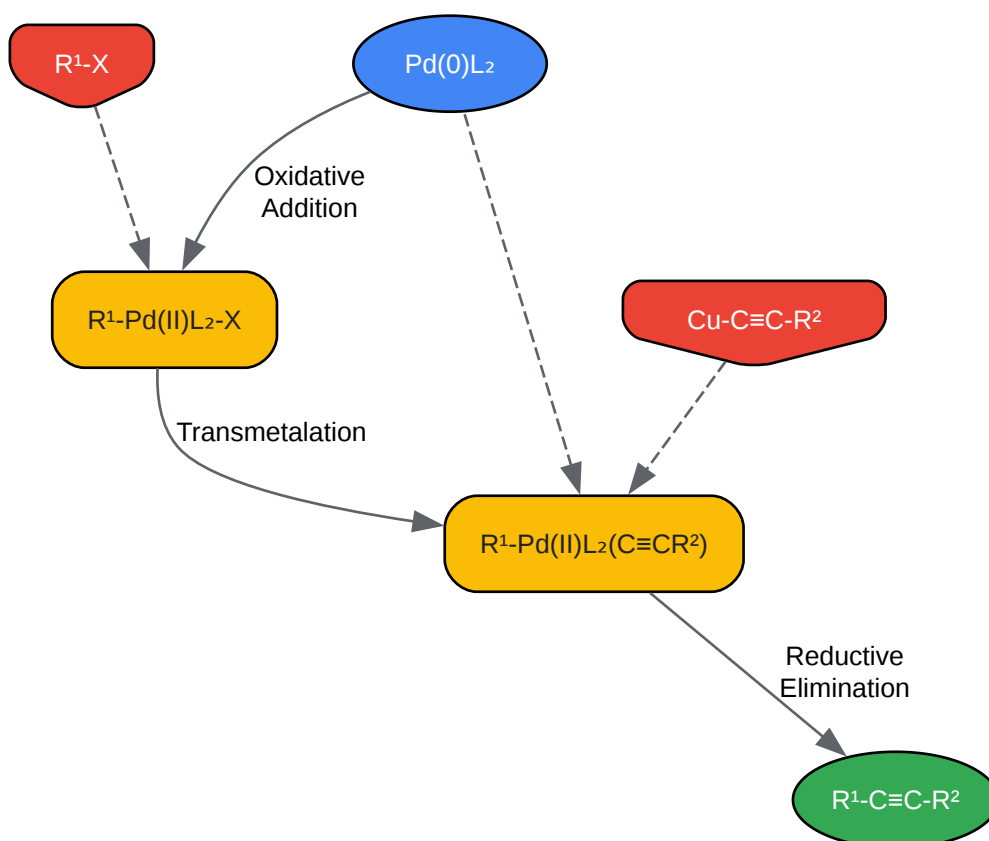 R¹-X
Pd(0)L₂
Oxidative
Addition
R¹-Pd(II)L₂-X
Cu-C≡C-R²
Transmetalation
R¹-Pd(II)L₂(C≡CR²)
Reductive
Elimination
R¹-C≡C-R²